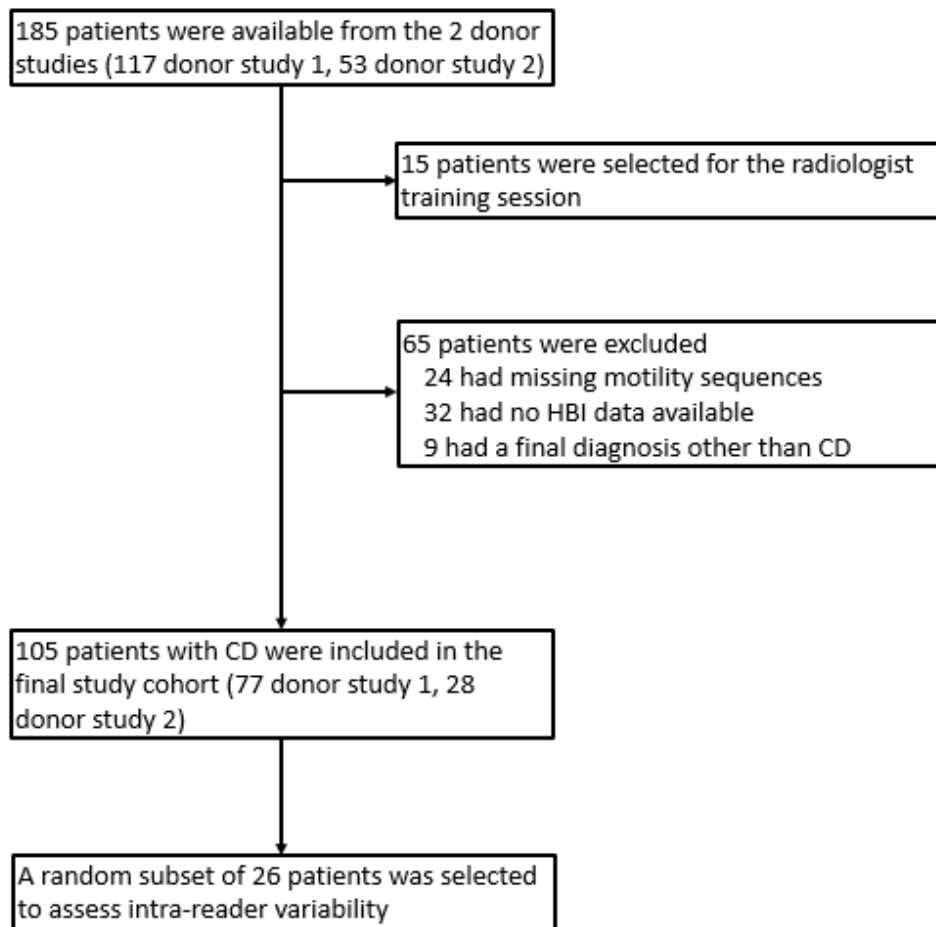 185 patients were available from the 2 donor
studies (117 donor study 1, 53 donor study 2)
15 patients were selected for the radiologist
training session
65 patients were excluded
24 had missing motility sequences
32 had no HBI data available
9 had a final diagnosis other than CD
105 patients with CD were included in the
final study cohort (77 donor study 1, 28
donor study 2)
A random subset of 26 patients was selected
to assess intra-reader variability